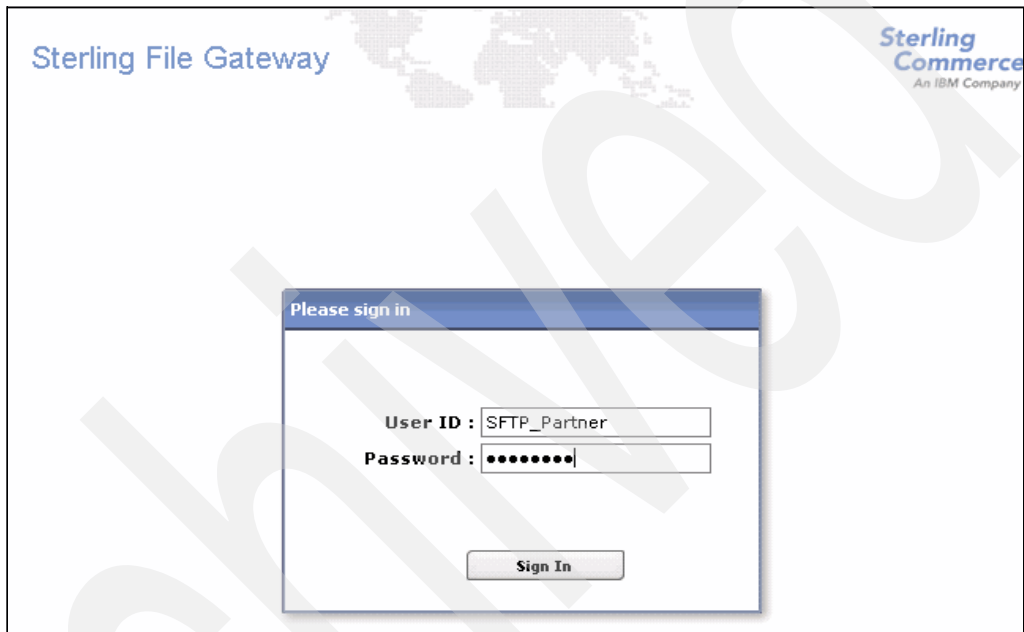 Sterling File Gateway
Sterling
Commerce
An IBM Company
Please sign in
User ID : SFTP_Partner
Password : ••••••••
Sign In